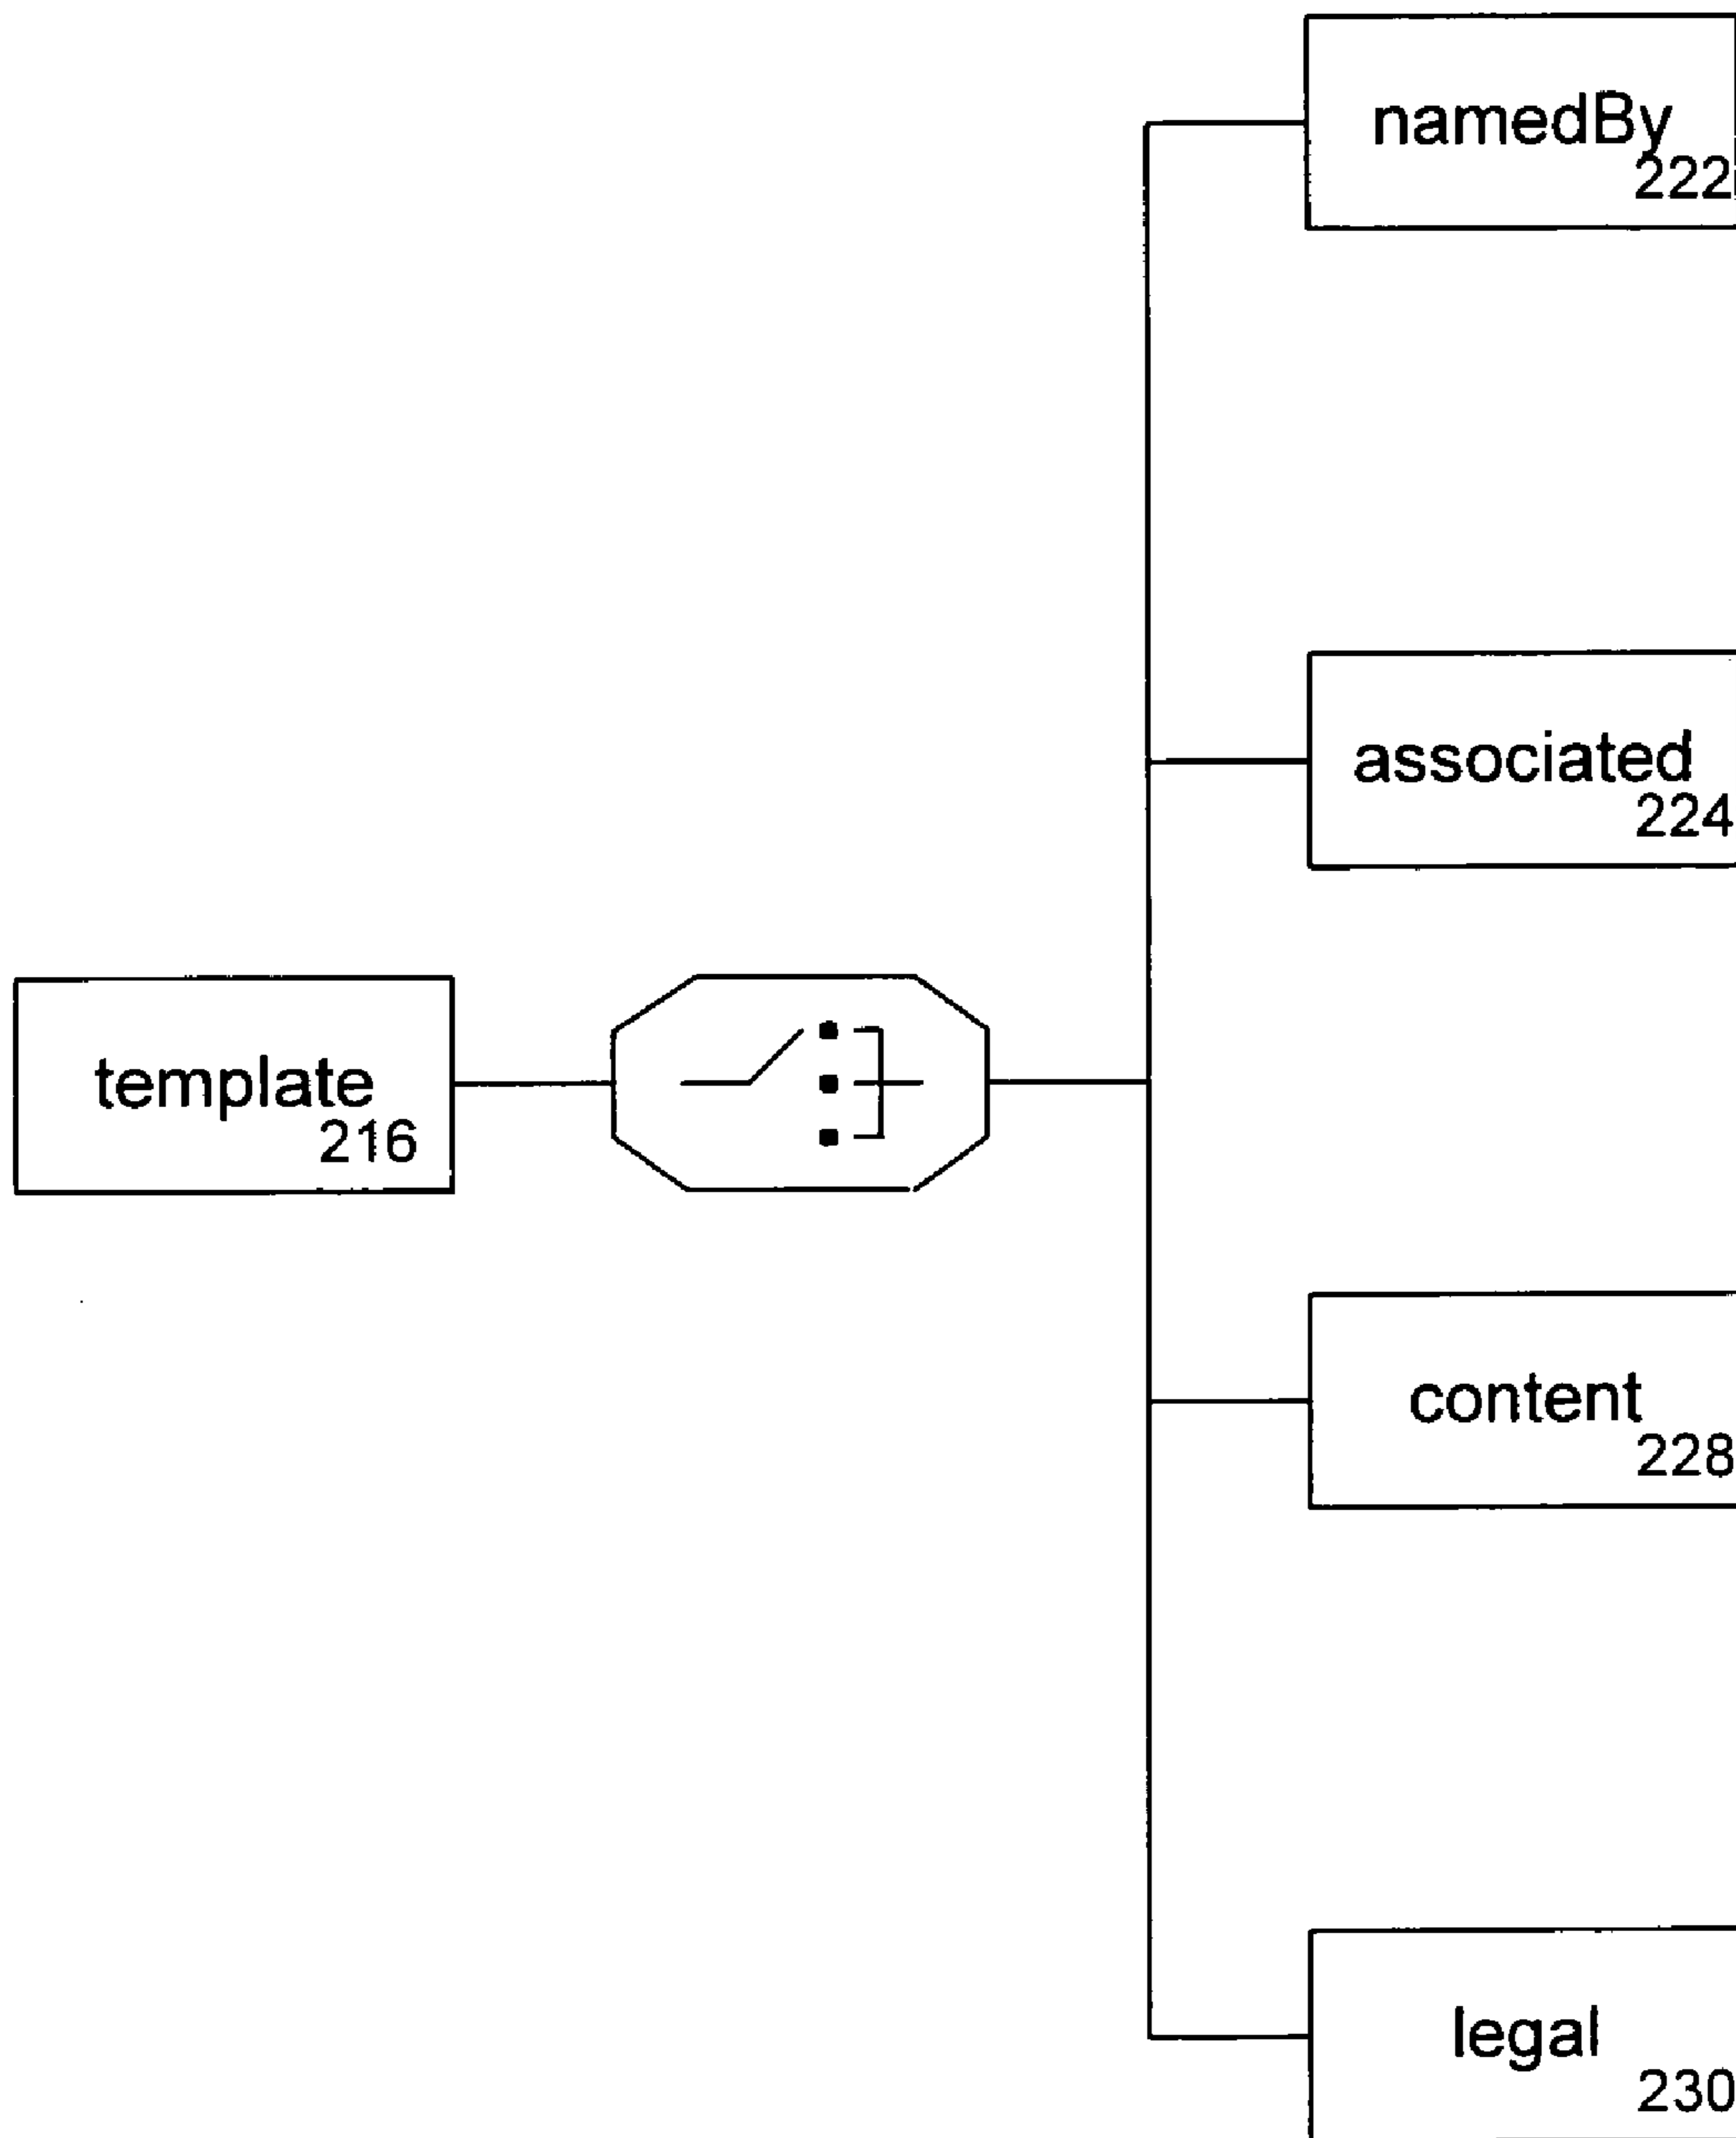 namedBy
222
associated
224
template
216
content
228
legal
230